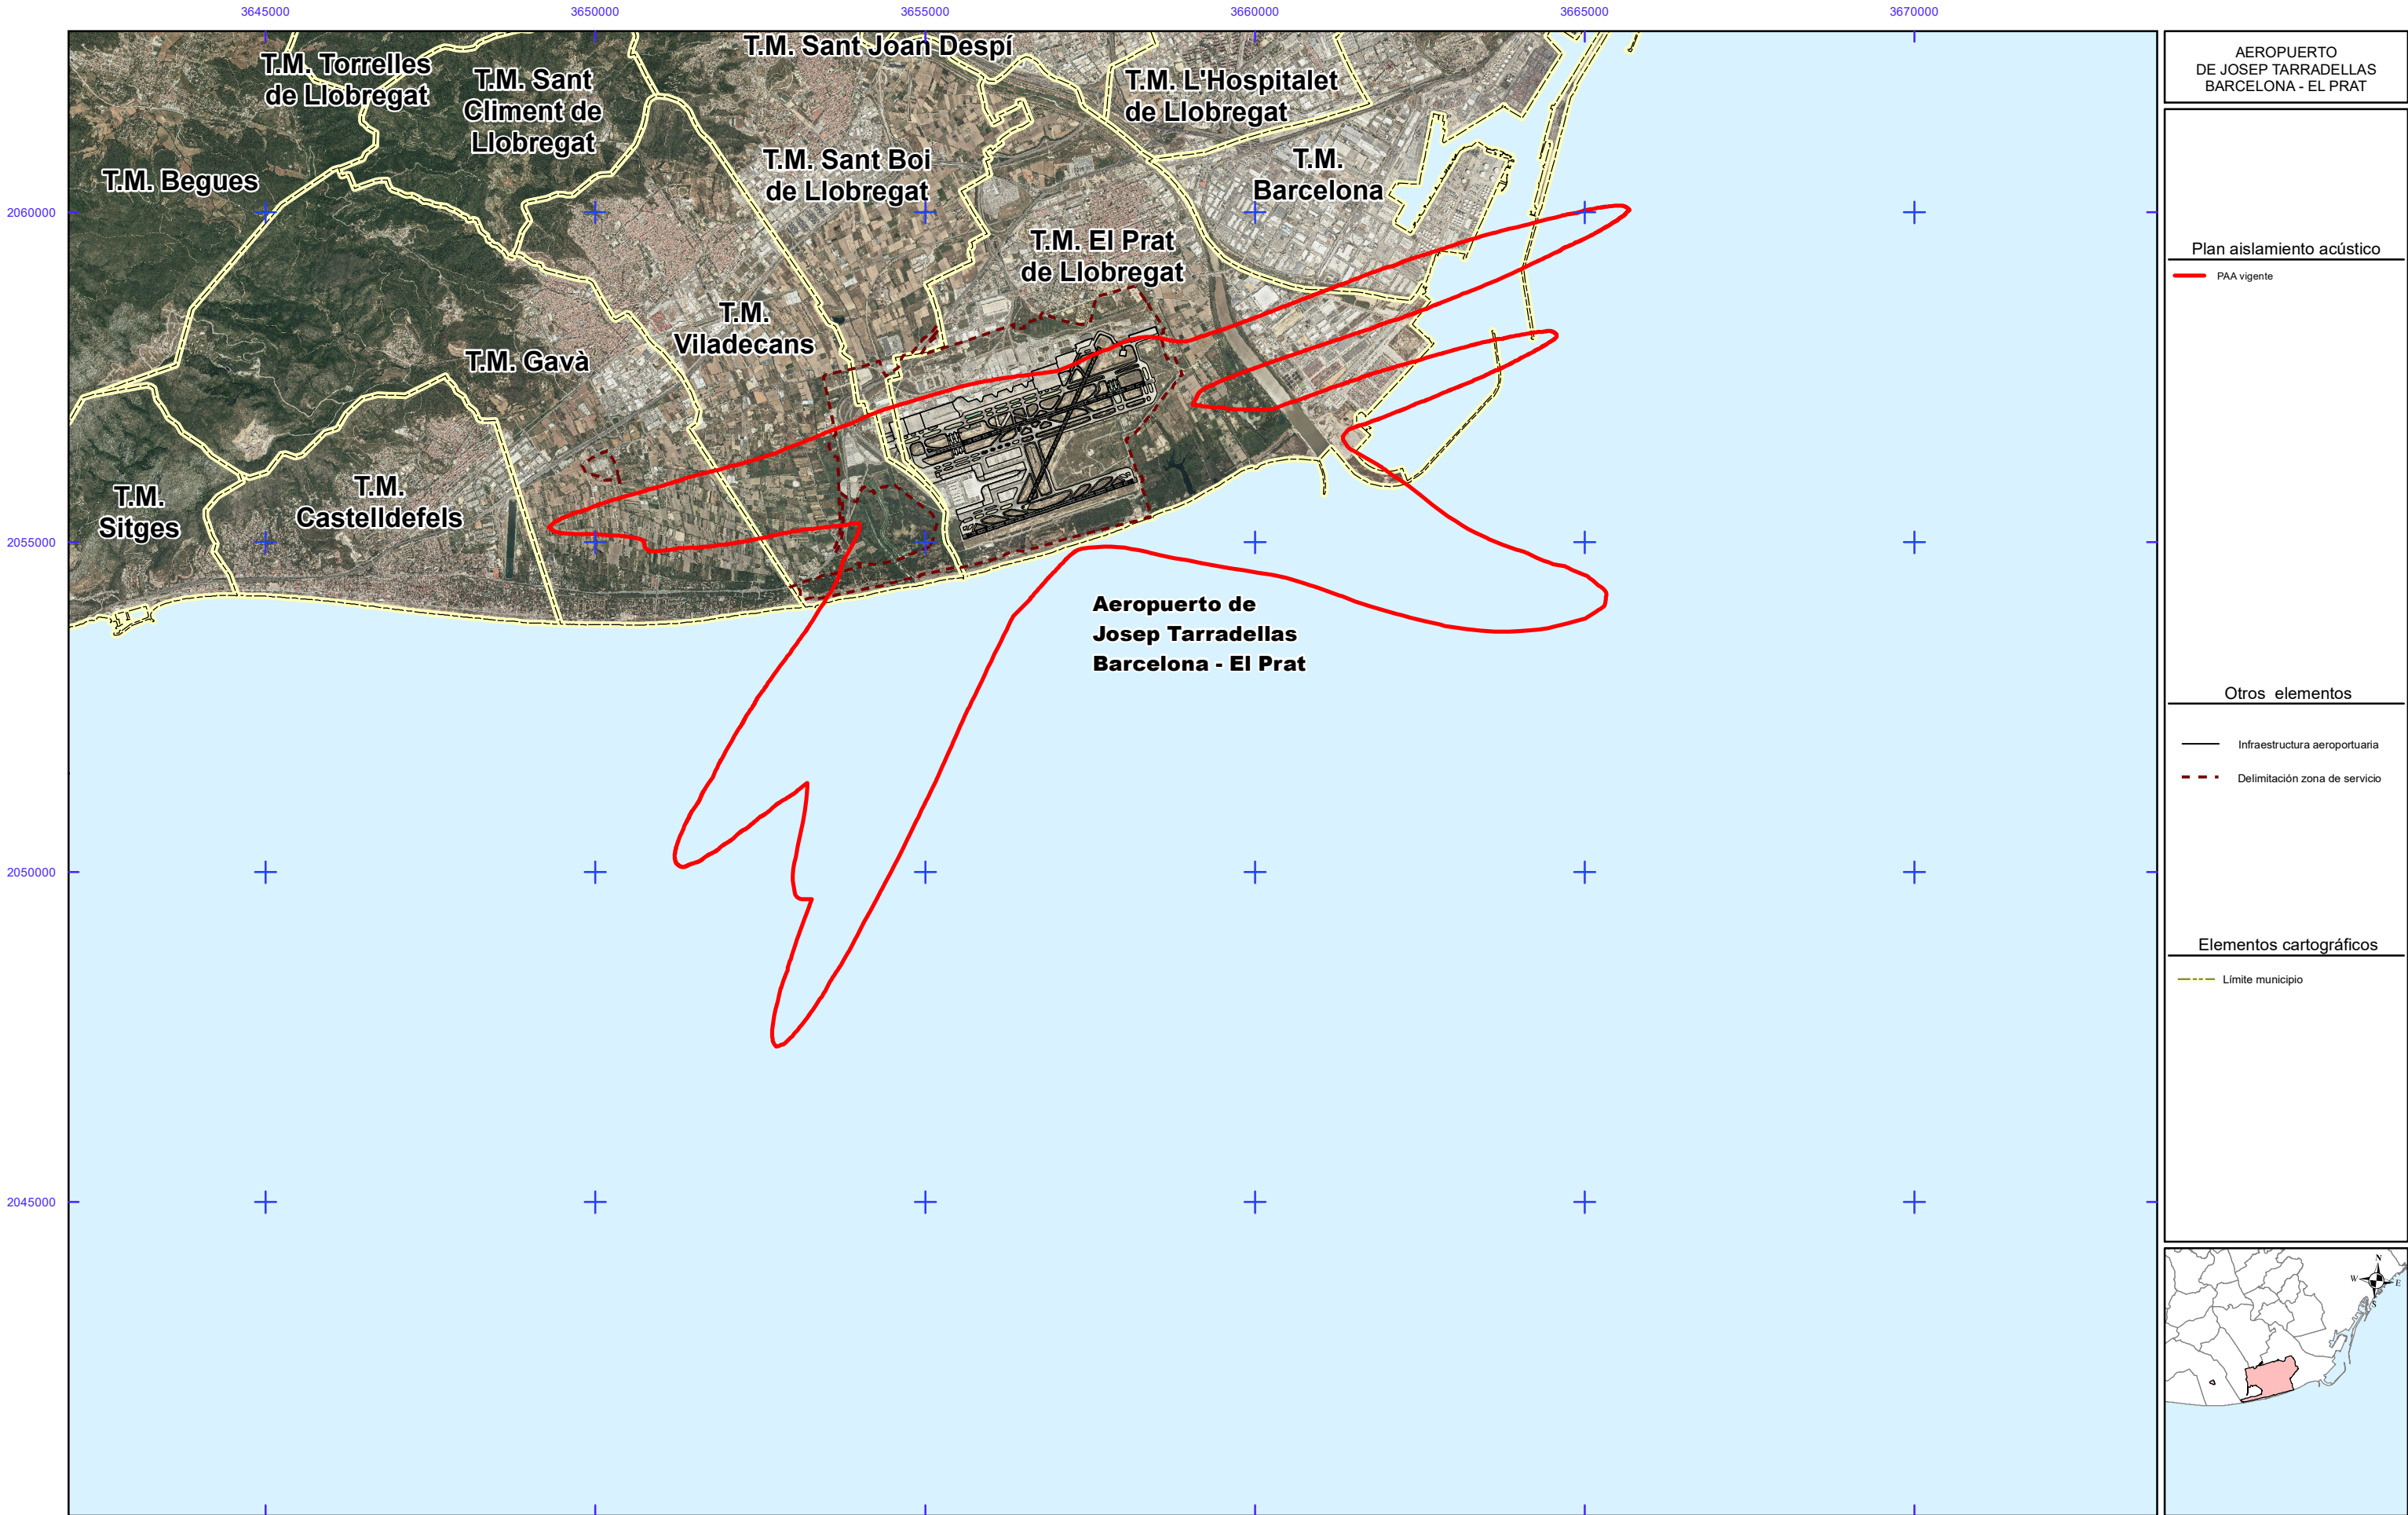 3645000 3650000 3655000 3660000 3665000 3670000
T.M. Sant Joan Despí
T.M. Torrelles
de Llobregat
T.M. Sant
Climent de
Llobregat
T.M. L'Hospitalet
de Llobregat
T.M. Begues
T.M. Sant Boi
de Llobregat
T.M.
Barcelona
2060000
T.M. El Prat
de Llobregat
T.M.
Viladecans
T.M. Gavà
T.M.
Sitges
T.M.
Castelldefels
2055000
Aeropuerto de
Josep Tarradellas
Barcelona - El Prat
2050000
2045000
AEROPUERTO
DE JOSEP TARRADELLAS
BARCELONA - EL PRAT
Plan aislamiento acústico
PAA vigente
Otros elementos
Infraestructura aeroportuaria
Delimitación zona de servicio
Elementos cartográficos
Límite municipio
N
W E
S